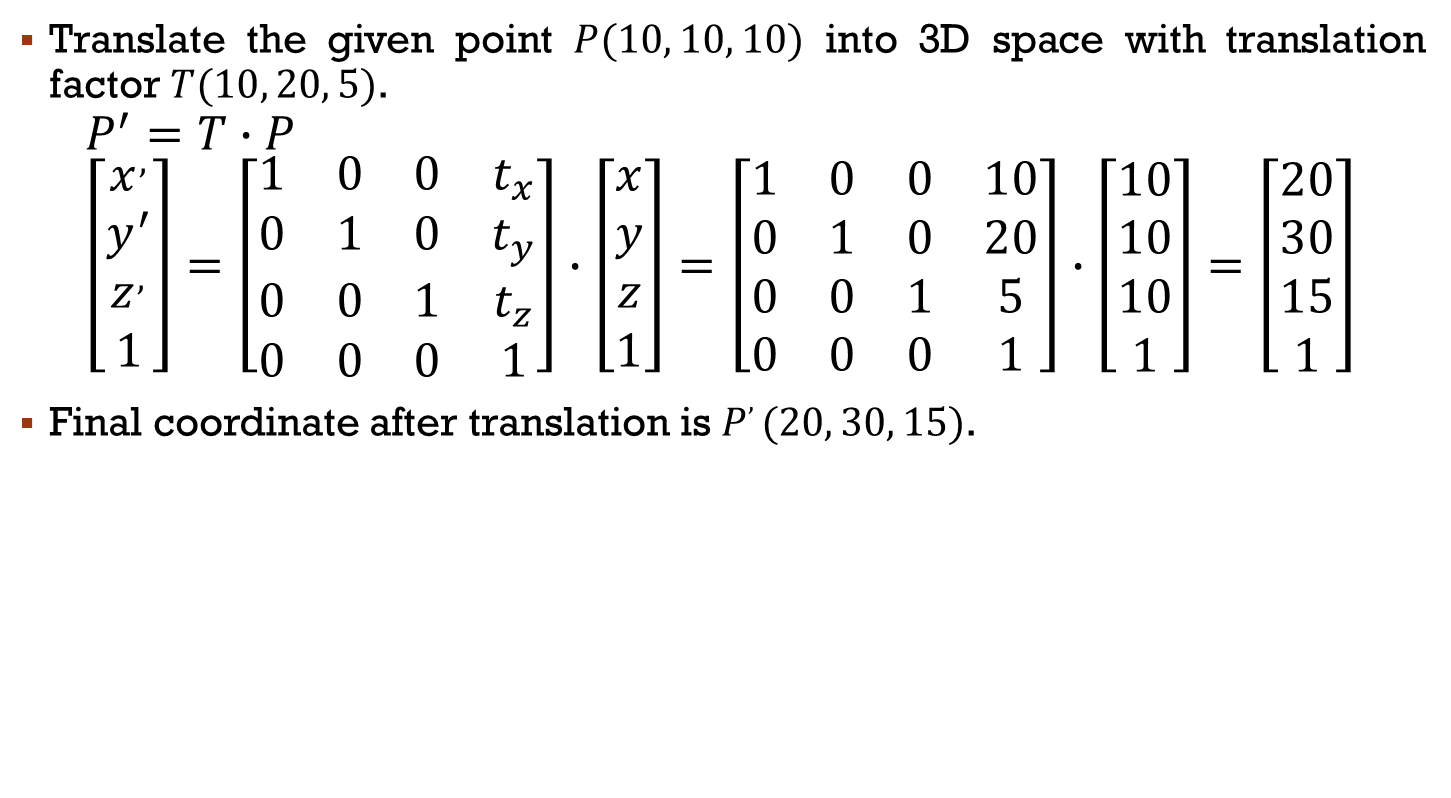 ▪ Translate the given point P(10, 10, 10) into 3D space with translation
factor T(10, 20, 5).
P′ = T · P
[x’] = [1 0 0 tx] · [x] = [1 0 0 10] · [10] = [20]
[y′] [0 1 0 ty] [y] [0 1 0 20] [10] [30]
[z’] [0 0 1 tz] [z] [0 0 1 5] [10] [15]
[1] [0 0 0 1] [1] [0 0 0 1] [1] [1]
▪ Final coordinate after translation is P’ (20, 30, 15).